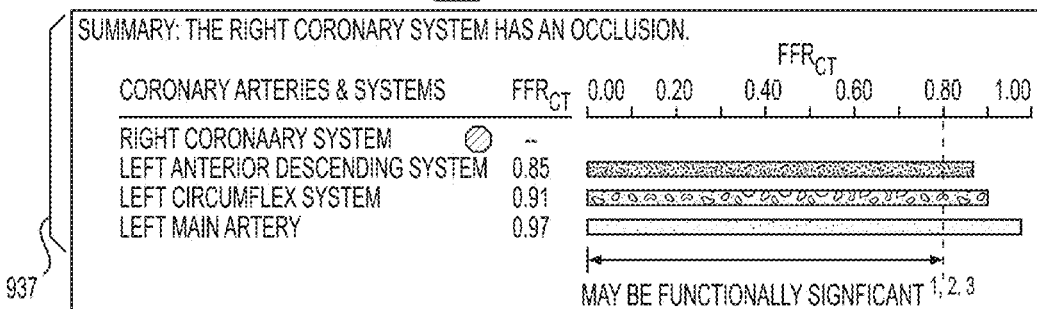 SUMMARY: THE RIGHT CORONARY SYSTEM HAS AN OCCLUSION.
FFRCT
CORONARY ARTERIES & SYSTEMS FFRCT 0.00 0.20 0.40 0.60 0.80 1.00
RIGHT CORONAARY SYSTEM --
LEFT ANTERIOR DESCENDING SYSTEM 0.85
LEFT CIRCUMFLEX SYSTEM 0.91
LEFT MAIN ARTERY 0.97
937
MAY BE FUNCTIONALLY SIGNFICANT 1, 2, 3